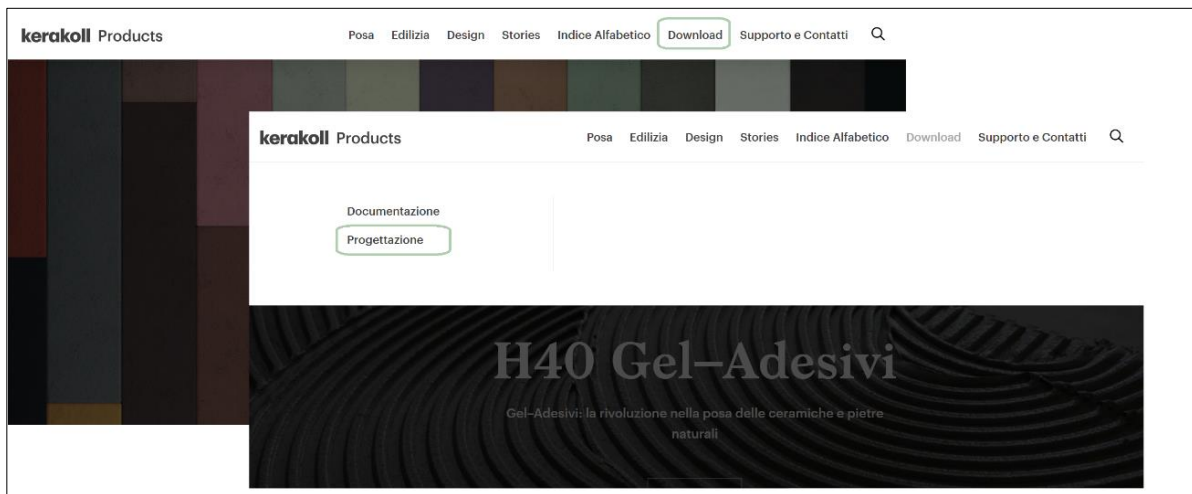 kerakoll Products Posa Edilizia Design Stories Indice Alfabetico Download Supporto e Contatti
kerakoll Products Posa Edilizia Design Stories Indice Alfabetico Download Supporto e Contatti
Documentazione
Progettazione
H40 Gel–Adesivi
Gel–Adesivi: la rivoluzione nella posa delle ceramiche e pietre
naturali